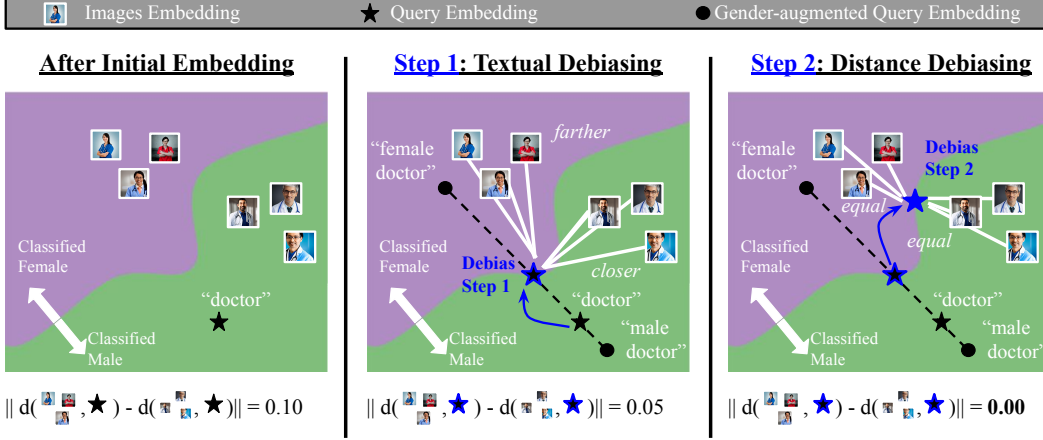 Images Embedding
Query Embedding
Gender-augmented Query Embedding
After Initial Embedding
Classified
Female
“doctor”
Classified
Male
|| d( , ★ ) - d( , ★ )|| = 0.10
Step 1: Textual Debiasing
farther
“female
doctor”
Classified
Female
Debias
Step 1
closer
“doctor”
Classified
Male
“male
doctor”
|| d( , ★ ) - d( , ★ )|| = 0.05
Step 2: Distance Debiasing
“female
doctor”
Debias
Step 2
equal
equal
Classified
Female
“doctor”
Classified
Male
“male
doctor”
|| d( , ★ ) - d( , ★ )|| = 0.00